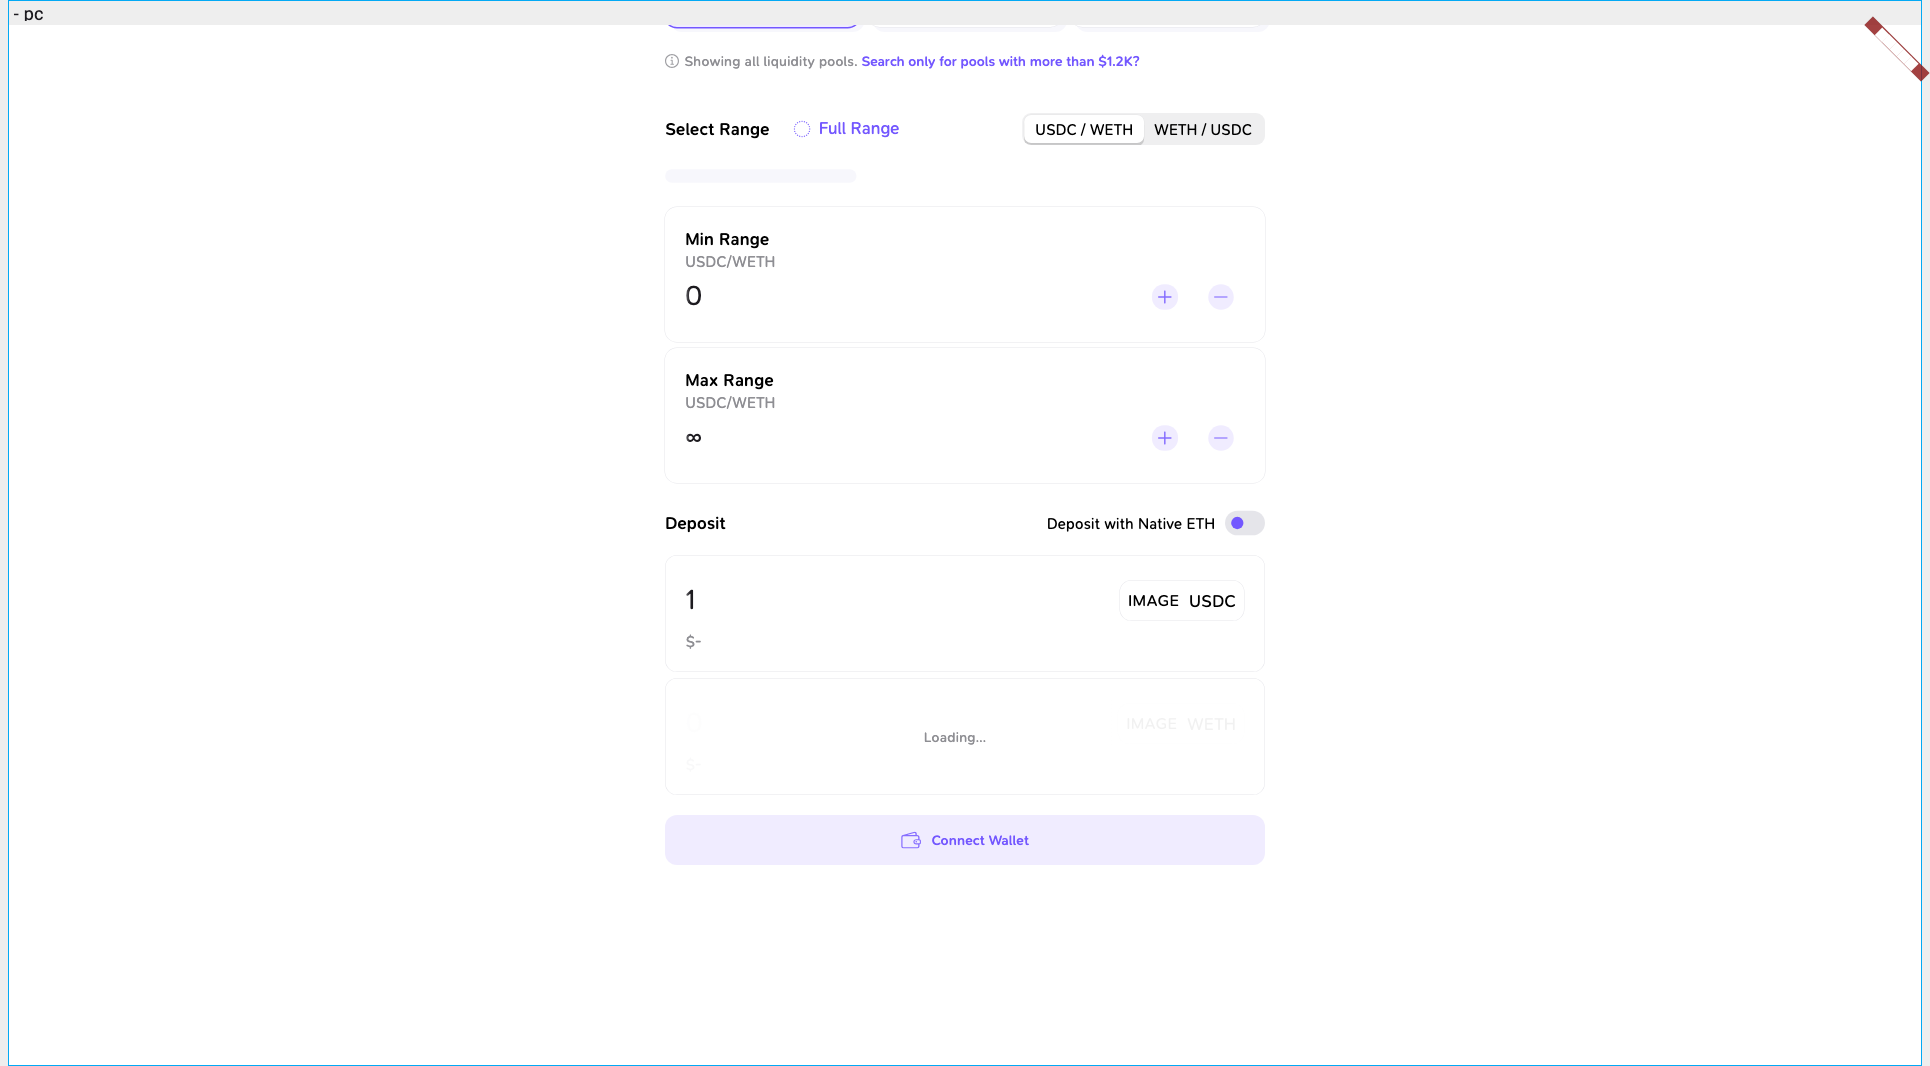 - pc
Showing all liquidity pools. Search only for pools with more than $1.2K?
Select Range Full Range USDC / WETH WETH / USDC
Min Range
USDC/WETH
0
Max Range
USDC/WETH
∞
Deposit Deposit with Native ETH
1 IMAGE USDC
$-
0 IMAGE WETH
Loading...
$-
Connect Wallet